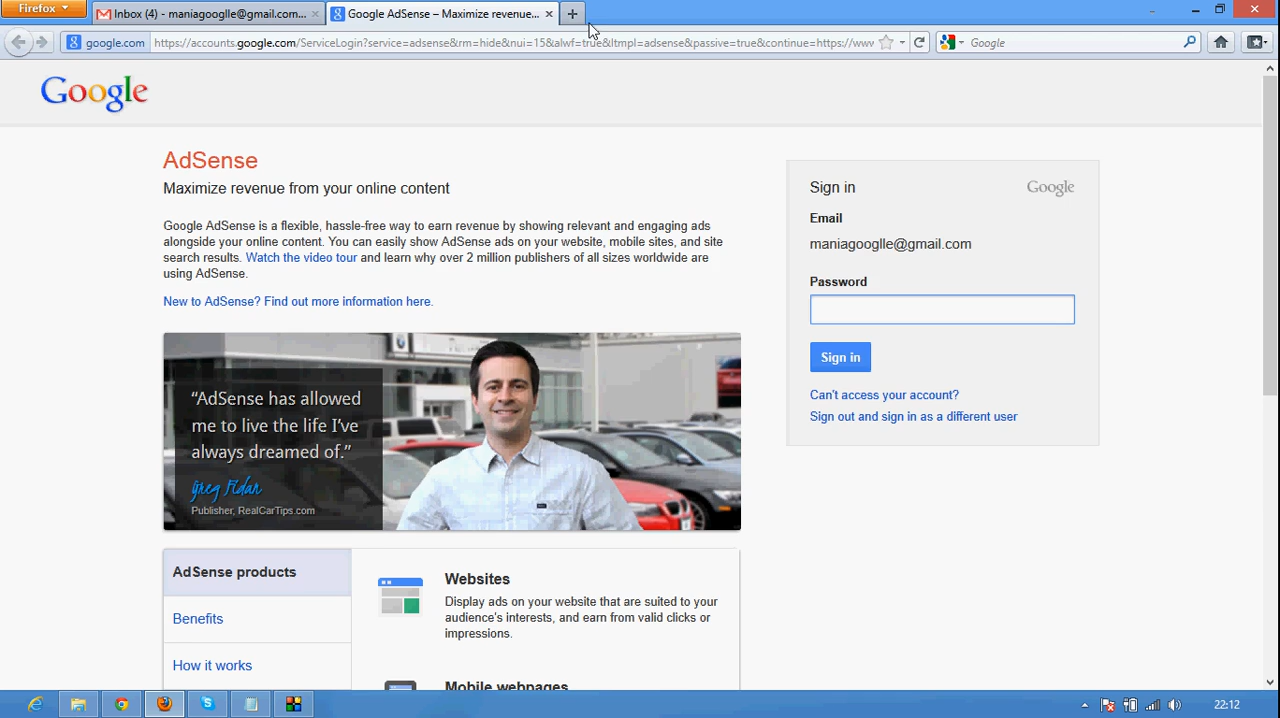 Firefox
Inbox (4) - maniagooglle@gmail.com...
Google AdSense – Maximize revenue...
google.com
https://accounts.google.com/ServiceLogin?service=adsense&rm=hide&nui=15&alwf=true&ltmpl=adsense&passive=true&continue=https://www
Google
Google
AdSense
Maximize revenue from your online content
Google AdSense is a flexible, hassle-free way to earn revenue by showing relevant and engaging ads
alongside your online content. You can easily show AdSense ads on your website, mobile sites, and site
search results. Watch the video tour and learn why over 2 million publishers of all sizes worldwide are
using AdSense.
New to AdSense? Find out more information here.
“AdSense has allowed
me to live the life I’ve
always dreamed of.”
Greg Fidan
Publisher, RealCarTips.com
Sign in
Google
Email
maniagooglle@gmail.com
Password
Sign in
Can't access your account?
Sign out and sign in as a different user
AdSense products
Benefits
How it works
Websites
Display ads on your website that are suited to your
audience's interests, and earn from valid clicks or
impressions.
Mobile webpages
22:12